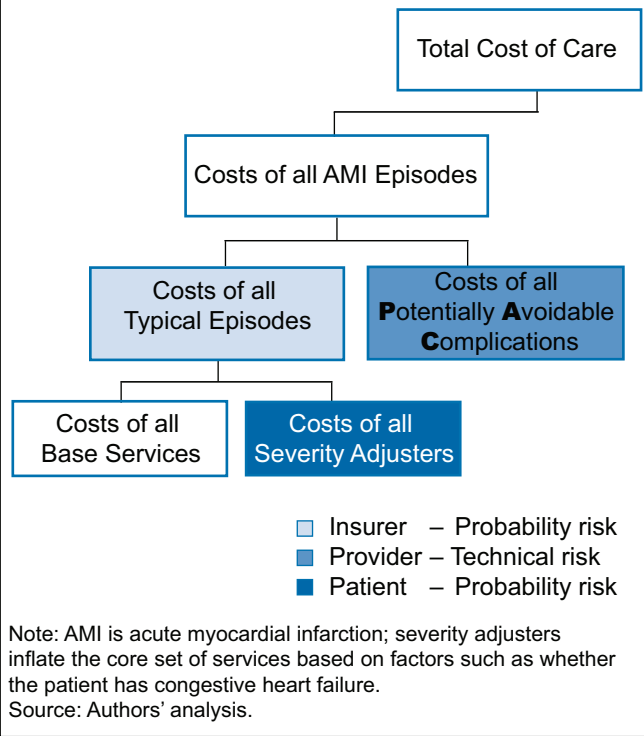 Total Cost of Care
Costs of all AMI Episodes
Costs of all
Typical Episodes
Costs of all
Potentially Avoidable
Complications
Costs of all
Base Services
Costs of all
Severity Adjusters
Insurer – Probability risk
Provider – Technical risk
Patient – Probability risk
Note: AMI is acute myocardial infarction; severity adjusters
inflate the core set of services based on factors such as whether
the patient has congestive heart failure.
Source: Authors’ analysis.